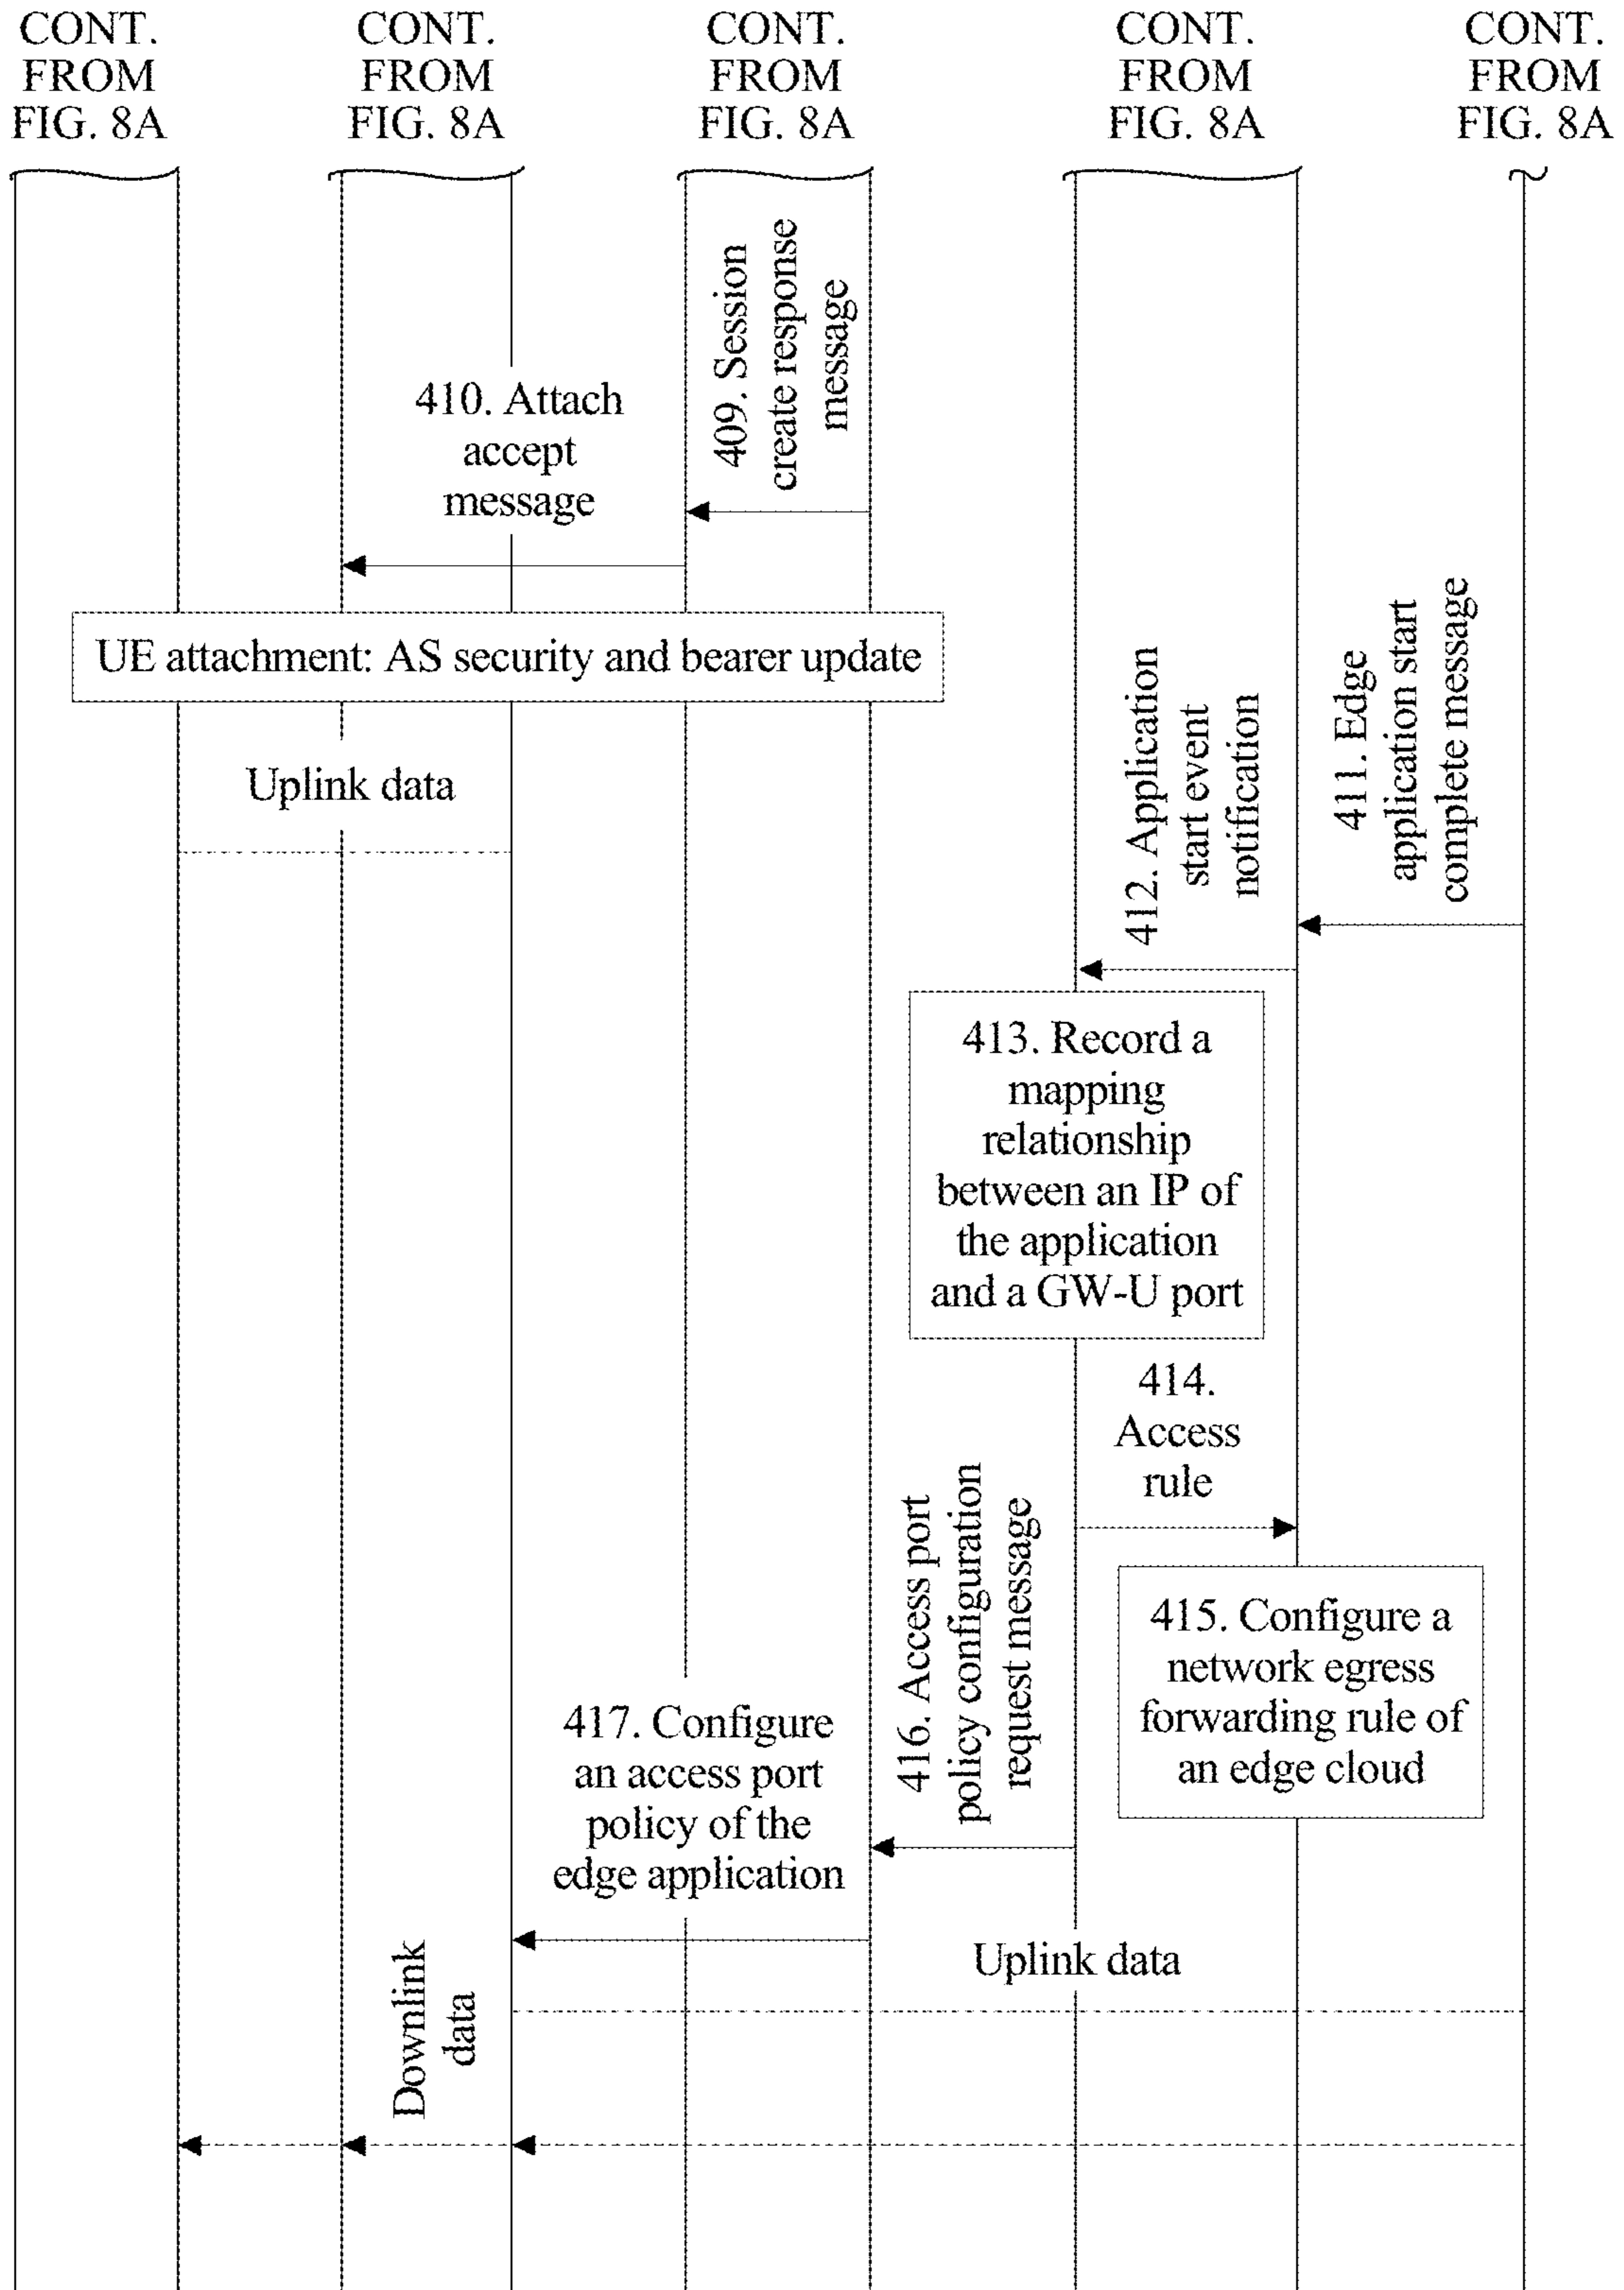 CONT.
FROM
FIG. 8A
CONT.
FROM
FIG. 8A
CONT.
FROM
FIG. 8A
CONT.
FROM
FIG. 8A
CONT.
FROM
FIG. 8A
409. Session
create response
message
410. Attach
accept
message
UE attachment: AS security and bearer update
Uplink data
411. Edge
application start
complete message
412. Application
start event
notification
413. Record a
mapping
relationship
between an IP of
the application
and a GW-U port
414.
Access
rule
415. Configure a
network egress
forwarding rule of
an edge cloud
416. Access port
policy configuration
request message
417. Configure
an access port
policy of the
edge application
Uplink data
Downlink
data